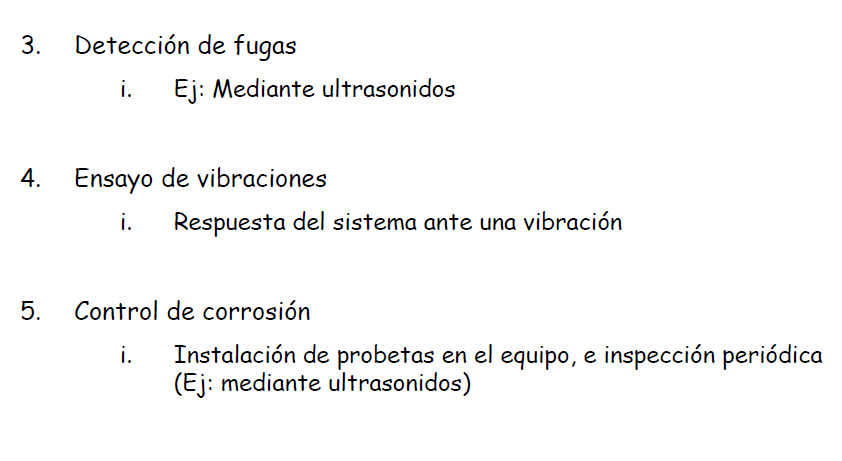 3. Detección de fugas
i. Ej: Mediante ultrasonidos
4. Ensayo de vibraciones
i. Respuesta del sistema ante una vibración
5. Control de corrosión
i. Instalación de probetas en el equipo, e inspección periódica
(Ej: mediante ultrasonidos)